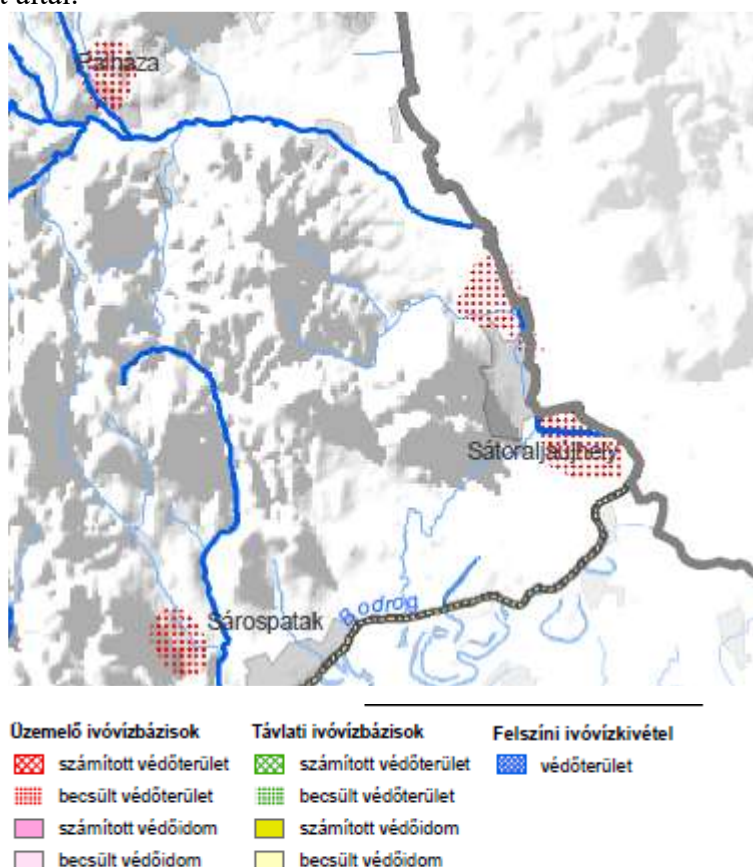 Pálháza
Sátoraljaújhely
Bodrog
Sárospatak
Üzemelő ivóvízbázisok
számított védőterület
becsült védőterület
számított védőidom
becsült védőidom
Távlati ivóvízbázisok
számított védőterület
becsült védőterület
számított védőidom
becsült védőidom
Felszíni ivóvízkivétel
védőterület